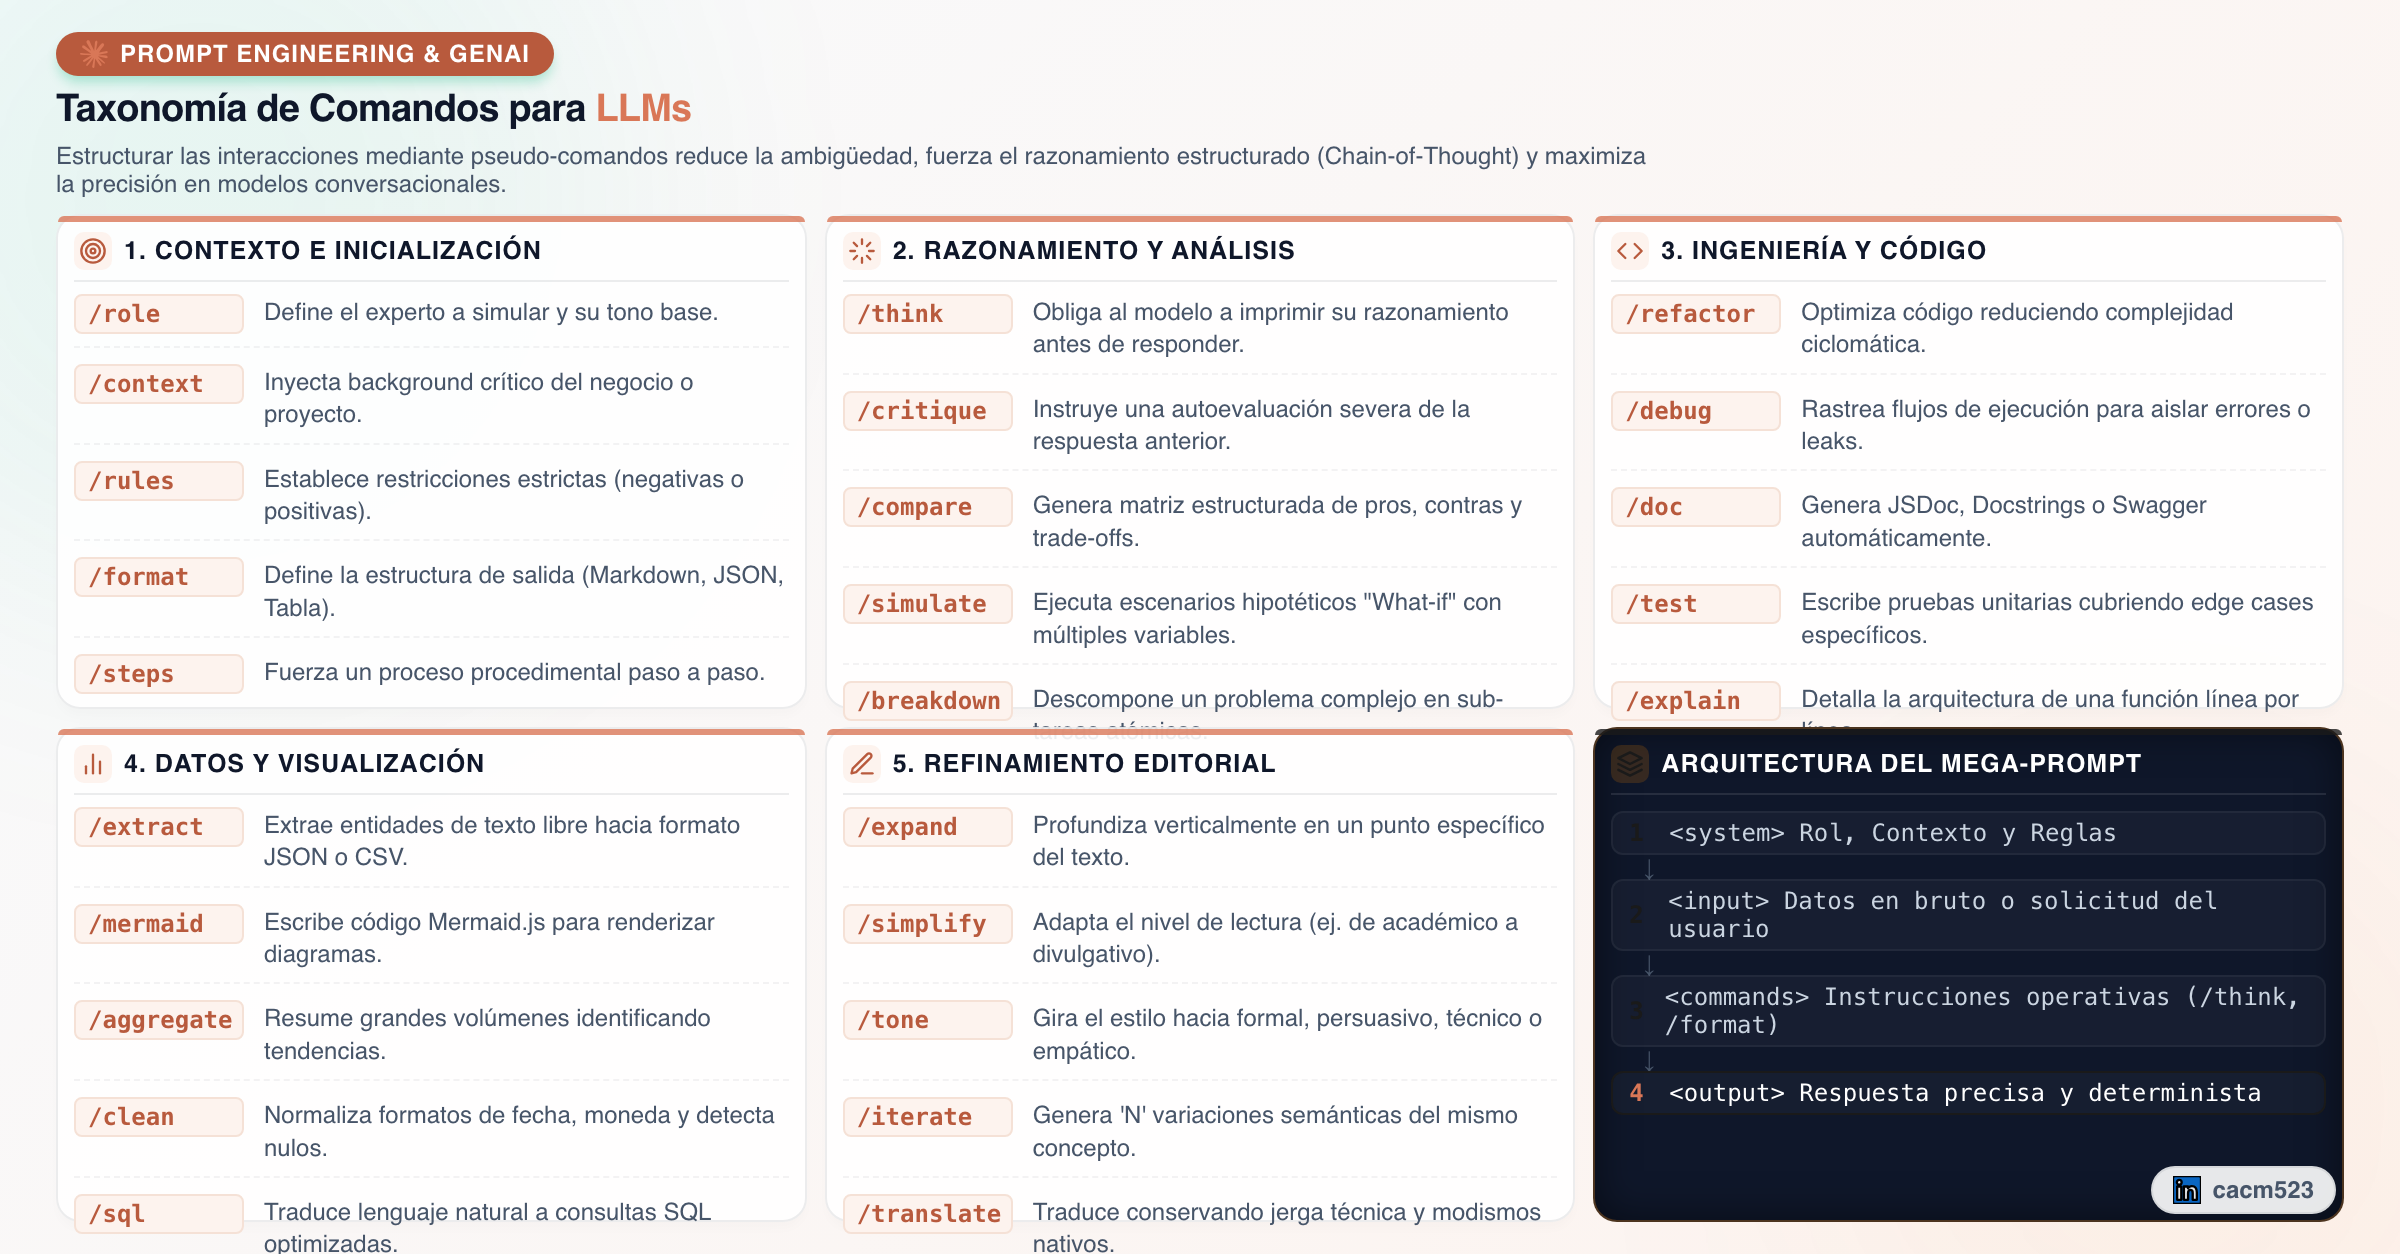 PROMPT ENGINEERING & GENAI
Taxonomía de Comandos para LLMs
Estructurar las interacciones mediante pseudo-comandos reduce la ambigüedad, fuerza el razonamiento estructurado (Chain-of-Thought) y maximiza
la precisión en modelos conversacionales.
1. CONTEXTO E INICIALIZACIÓN
/role Define el experto a simular y su tono base.
/context Inyecta background crítico del negocio o
proyecto.
/rules Establece restricciones estrictas (negativas o
positivas).
/format Define la estructura de salida (Markdown, JSON,
Tabla).
/steps Fuerza un proceso procedimental paso a paso.
2. RAZONAMIENTO Y ANÁLISIS
/think Obliga al modelo a imprimir su razonamiento
antes de responder.
/critique Instruye una autoevaluación severa de la
respuesta anterior.
/compare Genera matriz estructurada de pros, contras y
trade-offs.
/simulate Ejecuta escenarios hipotéticos "What-if" con
múltiples variables.
/breakdown Descompone un problema complejo en sub-
tareas atómicas.
3. INGENIERÍA Y CÓDIGO
/refactor Optimiza código reduciendo complejidad
ciclomática.
/debug Rastrea flujos de ejecución para aislar errores o
leaks.
/doc Genera JSDoc, Docstrings o Swagger
automáticamente.
/test Escribe pruebas unitarias cubriendo edge cases
específicos.
/explain Detalla la arquitectura de una función línea por
línea.
4. DATOS Y VISUALIZACIÓN
/extract Extrae entidades de texto libre hacia formato
JSON o CSV.
/mermaid Escribe código Mermaid.js para renderizar
diagramas.
/aggregate Resume grandes volúmenes identificando
tendencias.
/clean Normaliza formatos de fecha, moneda y detecta
nulos.
/sql Traduce lenguaje natural a consultas SQL
optimizadas.
5. REFINAMIENTO EDITORIAL
/expand Profundiza verticalmente en un punto específico
del texto.
/simplify Adapta el nivel de lectura (ej. de académico a
divulgativo).
/tone Gira el estilo hacia formal, persuasivo, técnico o
empático.
/iterate Genera 'N' variaciones semánticas del mismo
concepto.
/translate Traduce conservando jerga técnica y modismos
nativos.
ARQUITECTURA DEL MEGA-PROMPT
1 <system> Rol, Contexto y Reglas
↓
2 <input> Datos en bruto o solicitud del
usuario
↓
3 <commands> Instrucciones operativas (/think,
/format)
↓
4 <output> Respuesta precisa y determinista
in cacm523